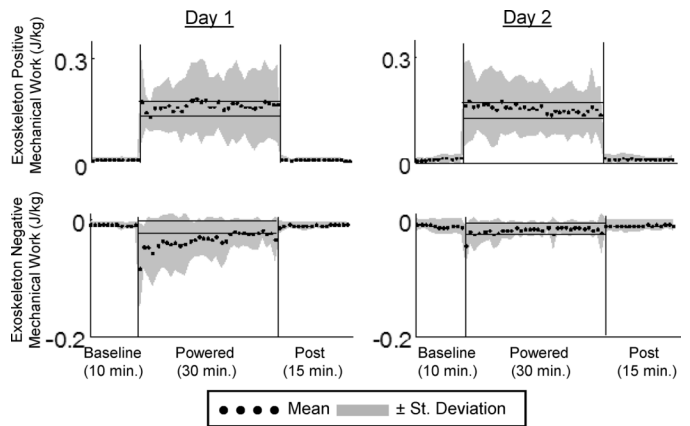 Day 1
Day 2
Exoskeleton Positive
Mechanical Work (J/kg)
0.3
0
0.3
0
Exoskeleton Negative
Mechanical Work (J/kg)
0
-0.2
0
-0.2
Baseline
(10 min.)
Powered
(30 min.)
Post
(15 min.)
Baseline
(10 min.)
Powered
(30 min.)
Post
(15 min.)
Mean
± St. Deviation